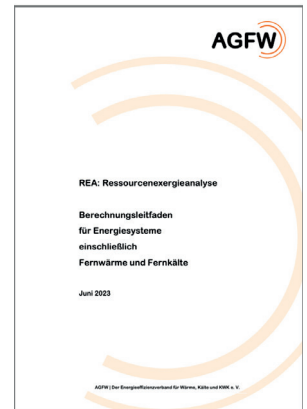 AGFW
REA: Ressourcenexergieanalyse
Berechnungsleitfaden
für Energiesysteme
einschließlich
Fernwärme und Fernkälte
Juni 2023
AGFW | Der Energieeffizienzverband für Wärme, Kälte und KWK e. V.